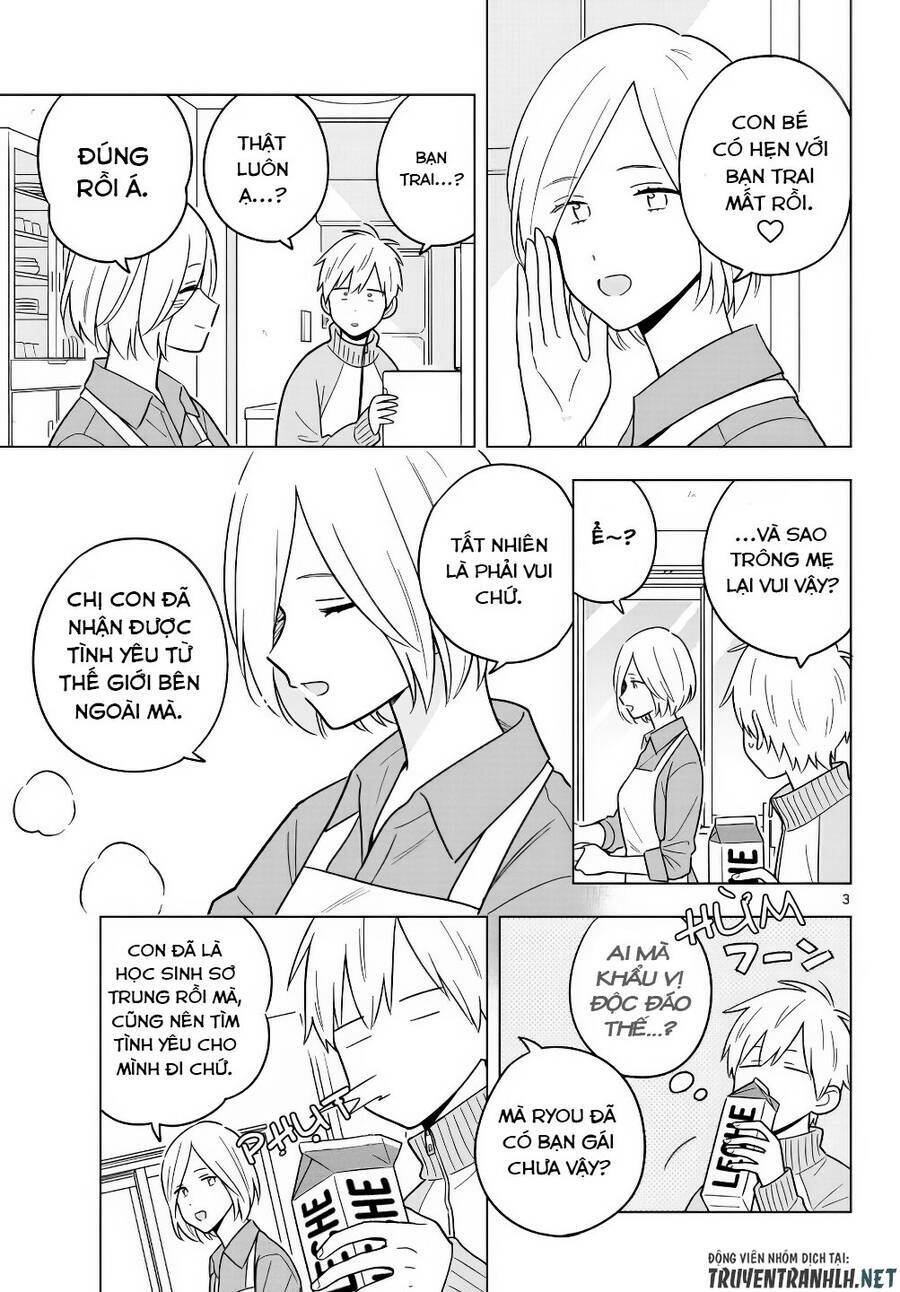 CON BÉ
CÓ HẸN VỚI
BẠN TRAI
MẤT RỒI.
♡
BẠN
TRAI...?
THẬT
LUÔN
Ạ...?
ĐÚNG
RỒI Á.
...VÀ SAO
TRÔNG MẸ
LẠI VUI VẬY?
Ể~?
TẤT NHIÊN
LÀ PHẢI VUI
CHỨ.
CHỊ CON ĐÃ
NHẬN ĐƯỢC
TÌNH YÊU TỪ
THẾ GIỚI BÊN
NGOÀI MÀ.
LECHE
3
HỪM
フーン
AI MÀ
KHẨU VỊ
ĐỘC ĐÁO
THẾ...?
LECHE
MÀ RYOU ĐÃ
CÓ BẠN GÁI
CHƯA VẬY?
CON ĐÃ LÀ
HỌC SINH SƠ
TRUNG RỒI MÀ,
CŨNG NÊN TÌM
TÌNH YÊU CHO
MÌNH ĐI CHỨ.
PHỤT
LECHE
LECHE
ĐỘNG VIÊN NHÓM DỊCH TẠI:
TRUYENTRANHLH.NET